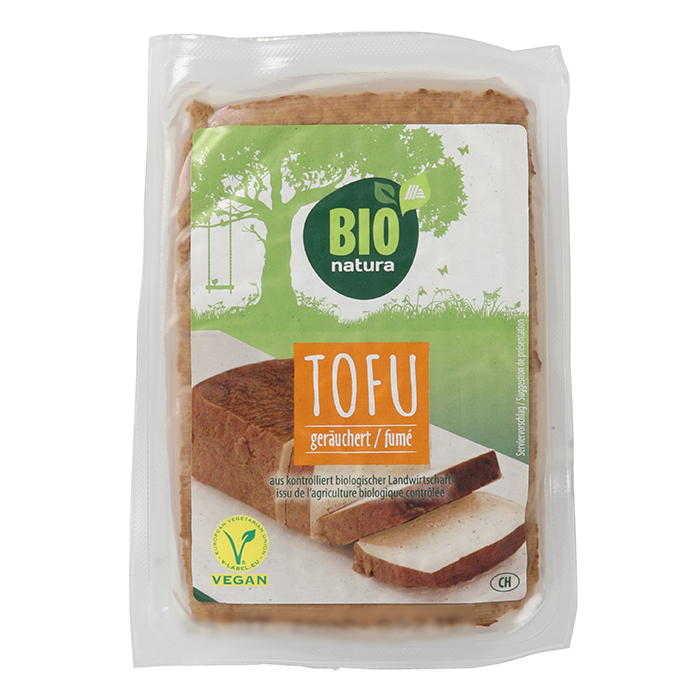 BIO
natura
TOFU
geräuchert / fumé
aus kontrolliert biologischer Landwirtschaft
issu de l'agriculture biologique contrôlée
Serviervorschlag / Suggestion de présentation
EUROPEAN VEGETARIAN UNION
V-LABEL.EU
VEGAN
CH